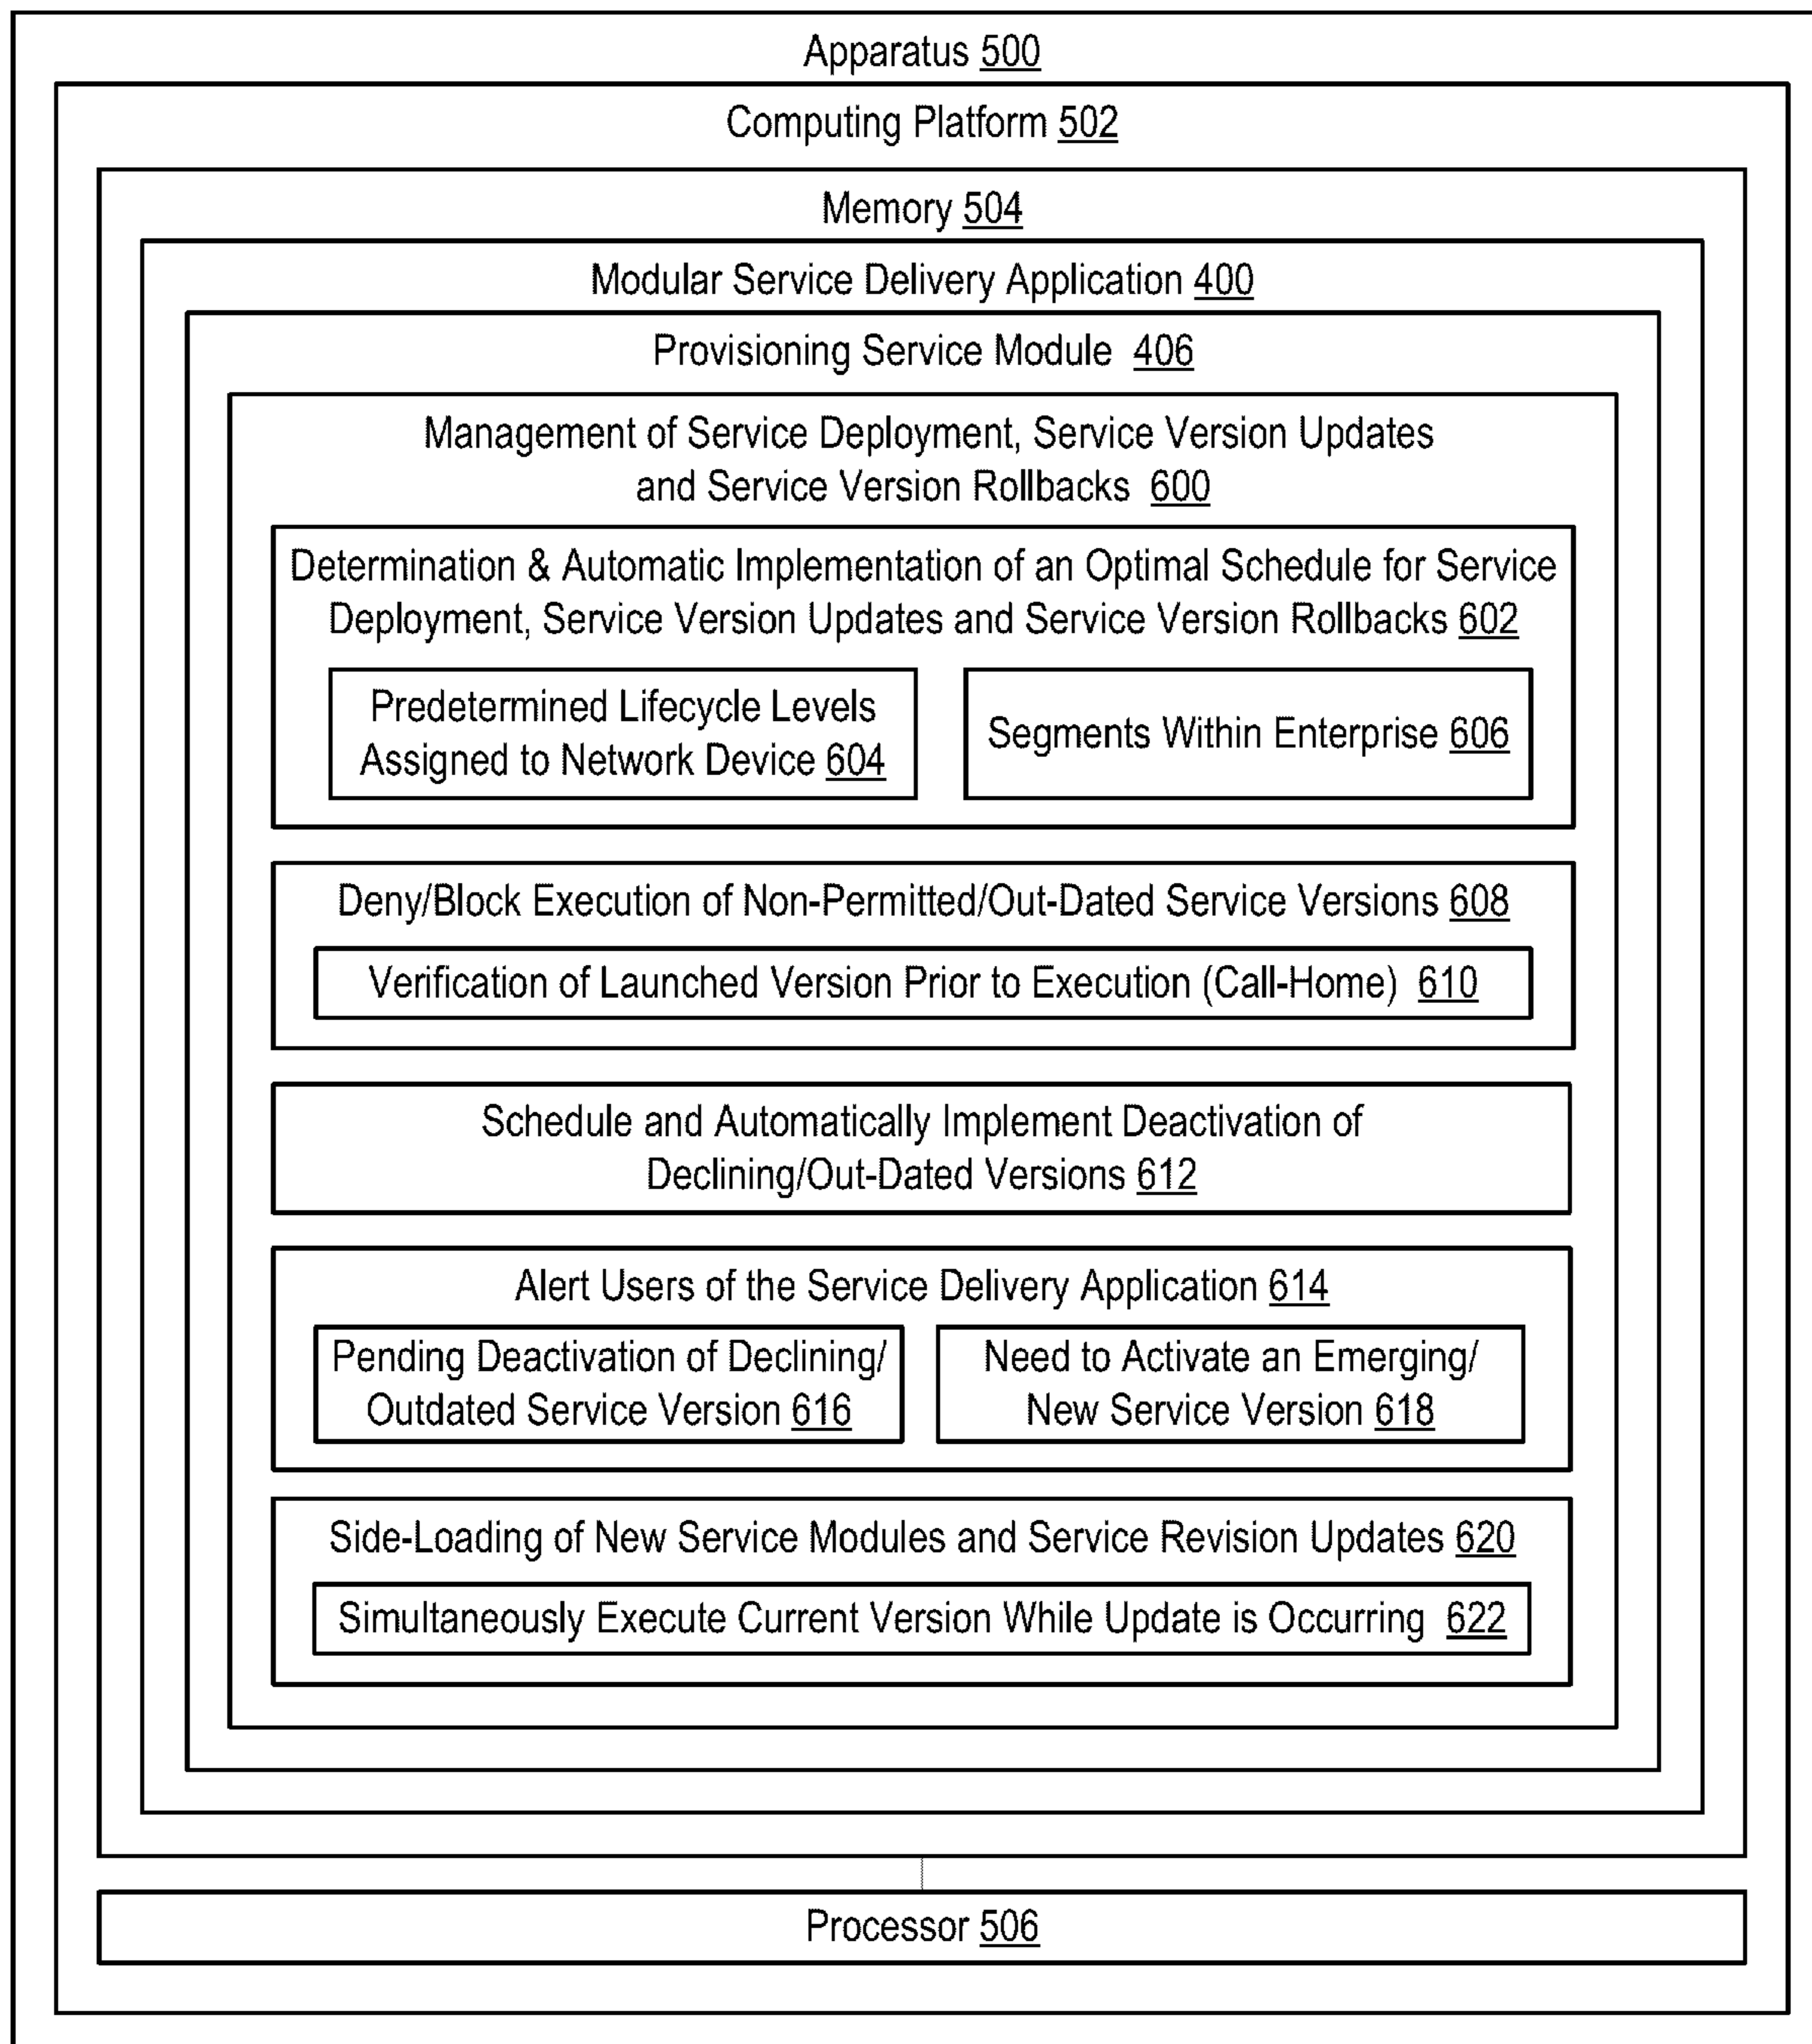 Apparatus 500
Computing Platform 502
Memory 504
Modular Service Delivery Application 400
Provisioning Service Module 406
Management of Service Deployment, Service Version Updates
and Service Version Rollbacks 600
Determination & Automatic Implementation of an Optimal Schedule for Service
Deployment, Service Version Updates and Service Version Rollbacks 602
Predetermined Lifecycle Levels
Assigned to Network Device 604
Segments Within Enterprise 606
Deny/Block Execution of Non-Permitted/Out-Dated Service Versions 608
Verification of Launched Version Prior to Execution (Call-Home) 610
Schedule and Automatically Implement Deactivation of
Declining/Out-Dated Versions 612
Alert Users of the Service Delivery Application 614
Pending Deactivation of Declining/
Outdated Service Version 616
Need to Activate an Emerging/
New Service Version 618
Side-Loading of New Service Modules and Service Revision Updates 620
Simultaneously Execute Current Version While Update is Occurring 622
Processor 506